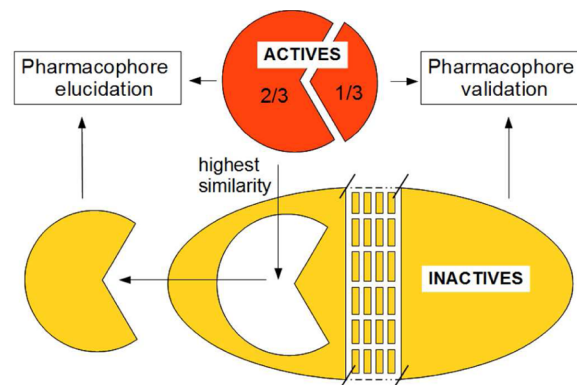 ACTIVES
2/3
1/3
Pharmacophore
elucidation
Pharmacophore
validation
highest
similarity
INACTIVES